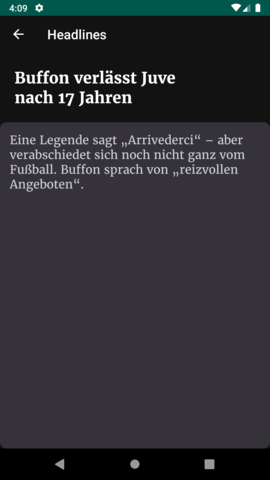 4:09
Headlines
Buffon verlässt Juve
nach 17 Jahren
Eine Legende sagt „Arrivederci“ – aber
verabschiedet sich noch nicht ganz vom
Fußball. Buffon sprach von „reizvollen
Angeboten“.